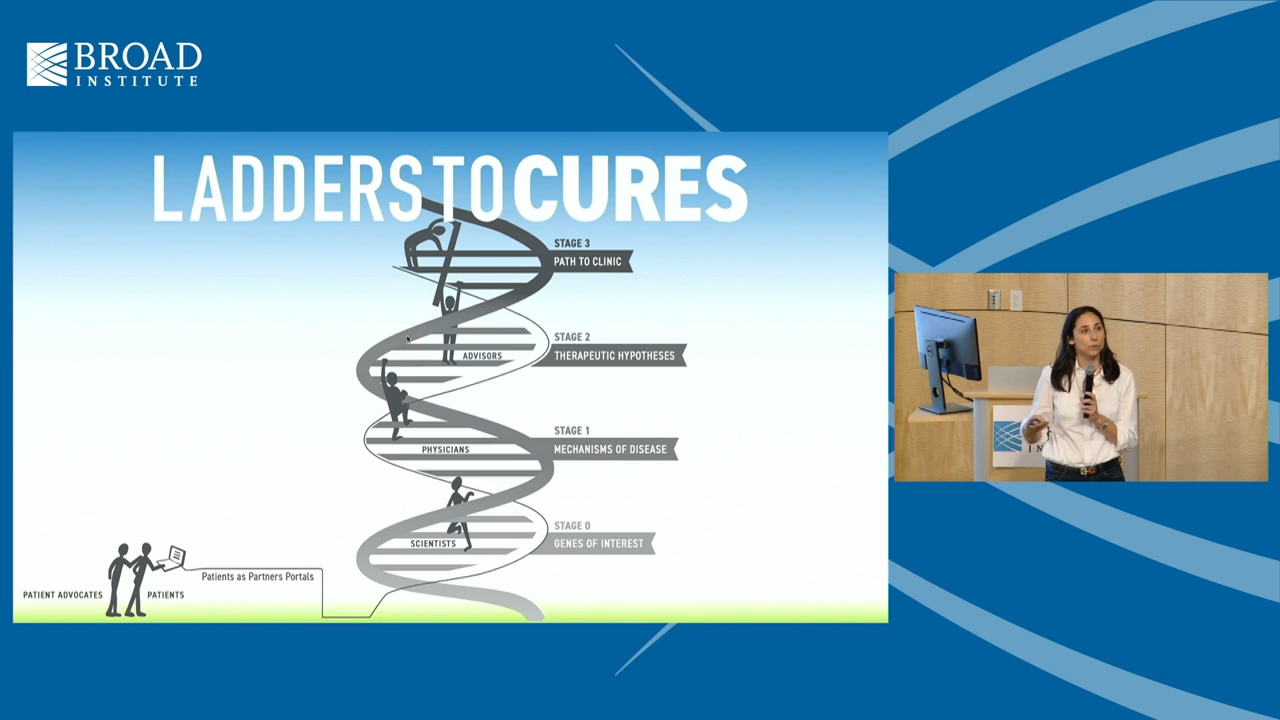 BROAD
INSTITUTE
LADDERS TO CURES
STAGE 3
PATH TO CLINIC
STAGE 2
THERAPEUTIC HYPOTHESES
ADVISORS
STAGE 1
MECHANISMS OF DISEASE
PHYSICIANS
STAGE 0
GENES OF INTEREST
SCIENTISTS
Patients as Partners Portals
PATIENT ADVOCATES
PATIENTS